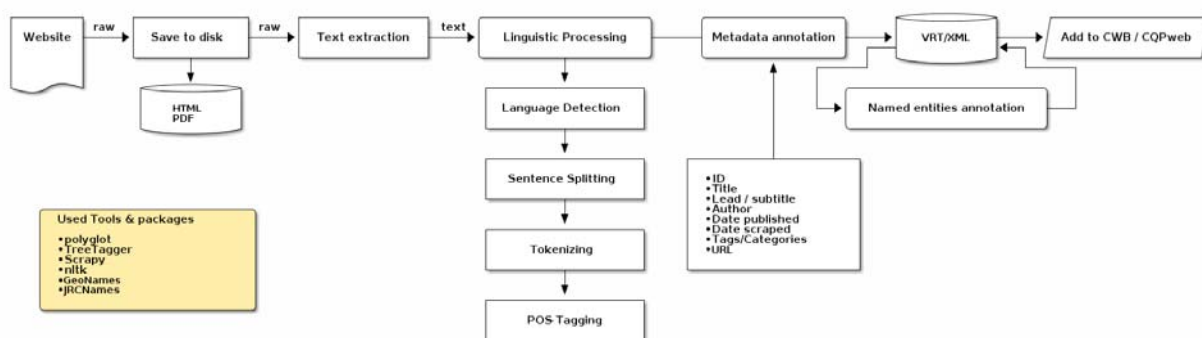 Website
raw
Save to disk
raw
Text extraction
text
Linguistic Processing
Metadata annotation
VRT/XML
Add to CWB / CQPweb
HTML
PDF
Language Detection
Named entities annotation
Sentence Splitting
•ID
•Title
•Lead / subtitle
•Author
•Date published
•Date scraped
•Tags/Categories
•URL
Used Tools & packages
•polyglot
•TreeTagger
•Scrapy
•nltk
•GeoNames
•JRCNames
Tokenizing
POS Tagging